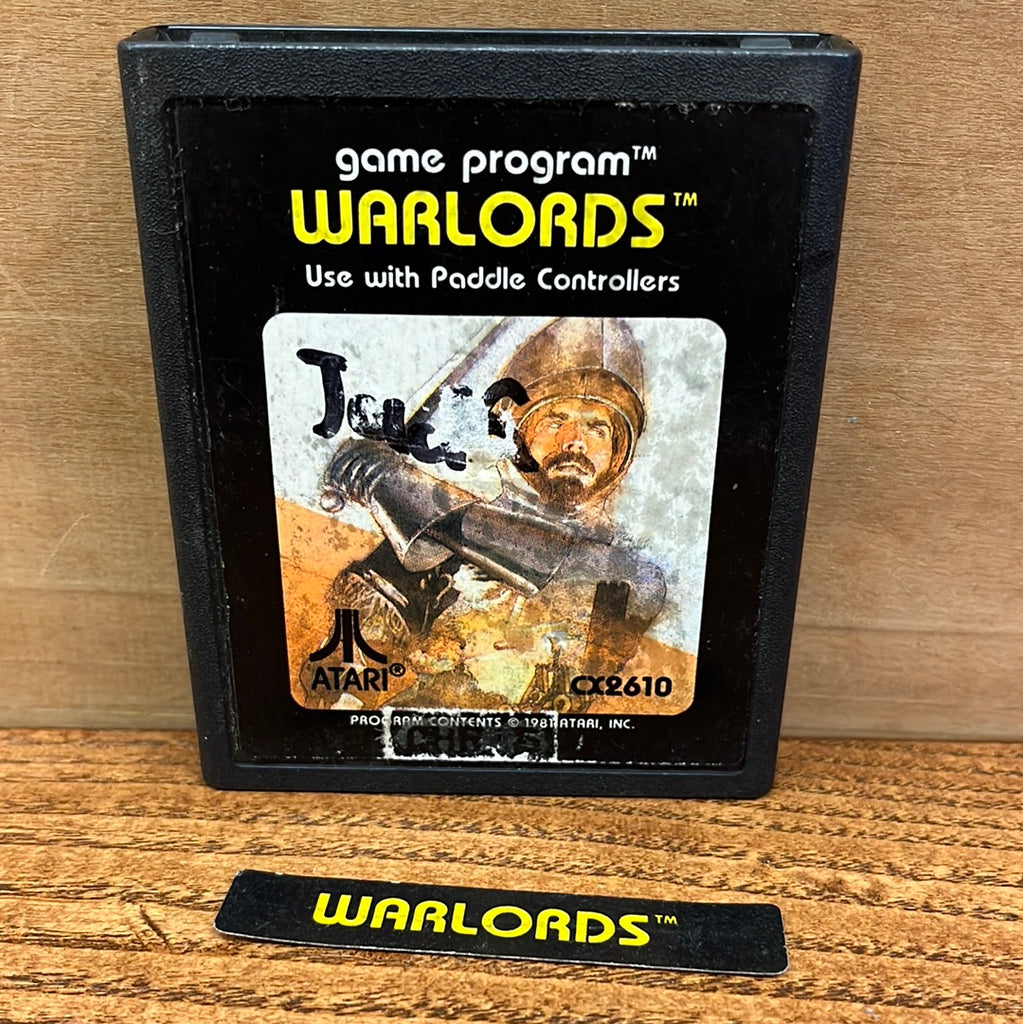 game program™
WARLORDS™
Use with Paddle Controllers
ATARI®
CX2610
PROGRAM CONTENTS © 1981 ATARI, INC.
WARLORDS™